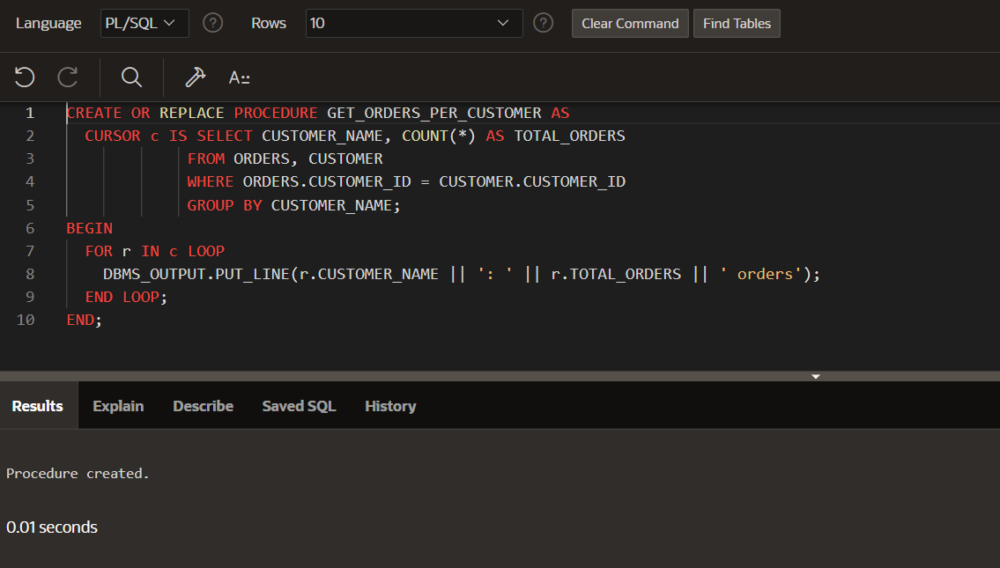 Language PL/SQL ? Rows 10 ? Clear Command Find Tables
A::
1 CREATE OR REPLACE PROCEDURE GET_ORDERS_PER_CUSTOMER AS
2 CURSOR c IS SELECT CUSTOMER_NAME, COUNT(*) AS TOTAL_ORDERS
3 FROM ORDERS, CUSTOMER
4 WHERE ORDERS.CUSTOMER_ID = CUSTOMER.CUSTOMER_ID
5 GROUP BY CUSTOMER_NAME;
6 BEGIN
7 FOR r IN c LOOP
8 DBMS_OUTPUT.PUT_LINE(r.CUSTOMER_NAME || ': ' || r.TOTAL_ORDERS || ' orders');
9 END LOOP;
10 END;
Results Explain Describe Saved SQL History
Procedure created.
0.01 seconds